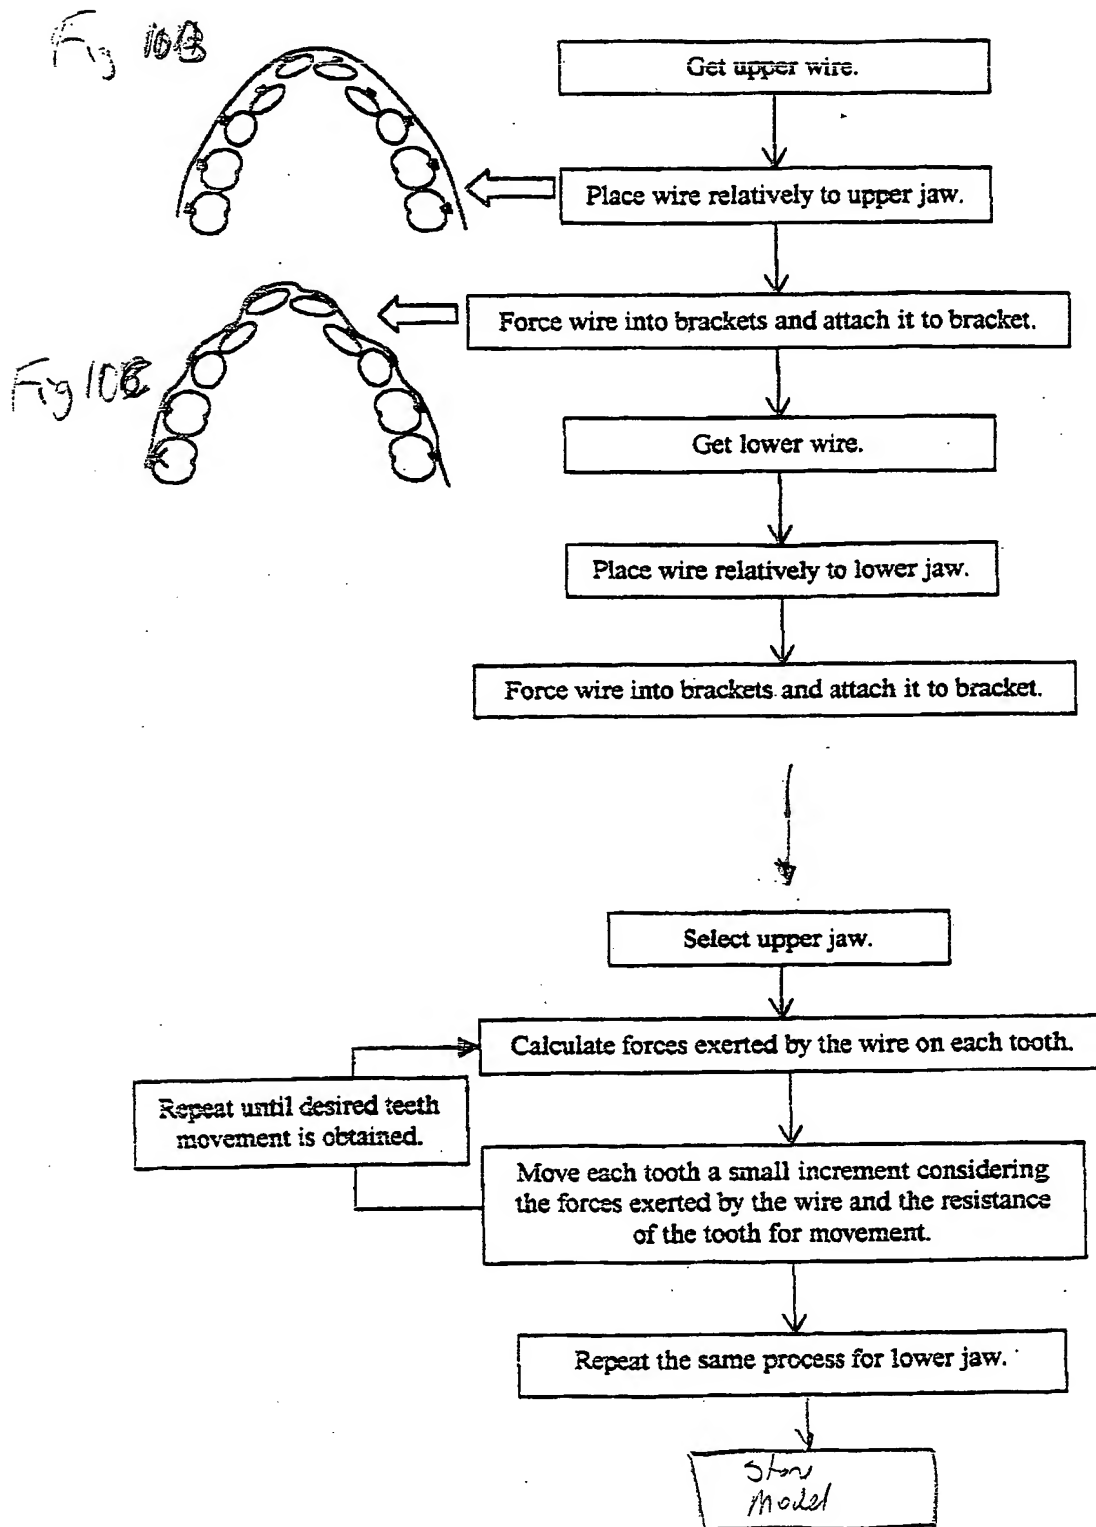 Fig 10B
Get upper wire.
Place wire relatively to upper jaw.
Force wire into brackets and attach it to bracket.
Fig 10C
Get lower wire.
Place wire relatively to lower jaw.
Force wire into brackets and attach it to bracket.
Select upper jaw.
Calculate forces exerted by the wire on each tooth.
Repeat until desired teeth
movement is obtained.
Move each tooth a small increment considering
the forces exerted by the wire and the resistance
of the tooth for movement.
Repeat the same process for lower jaw.
Store
Model